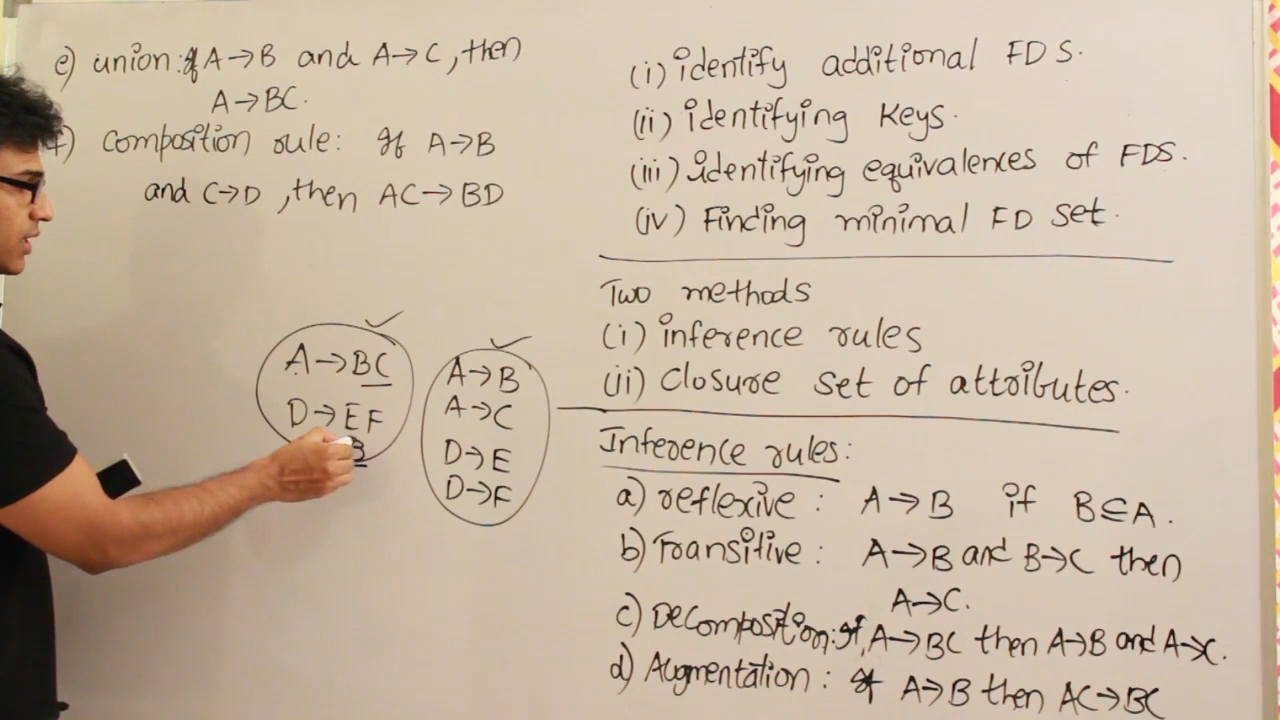 e) union: if A→B and A→C, then
A→BC.
f) composition rule: If A→B
and C→D, then AC→BD
A→BC
D→EF
B
A→B
A→C
D→E
D→F
(i) identify additional FDS.
(ii) identifying keys.
(iii) identifying equivalences of FDS.
(iv) Finding minimal FD set.
Two methods
(i) inference rules
(ii) closure set of attributes.
Inference rules:
a) reflexive: A→B if B⊆A.
b) Transitive: A→B and B→C then
A→C.
c) Decomposition: if, A→BC then A→B and A→C.
d) Augmentation: If A→B then AC→BC